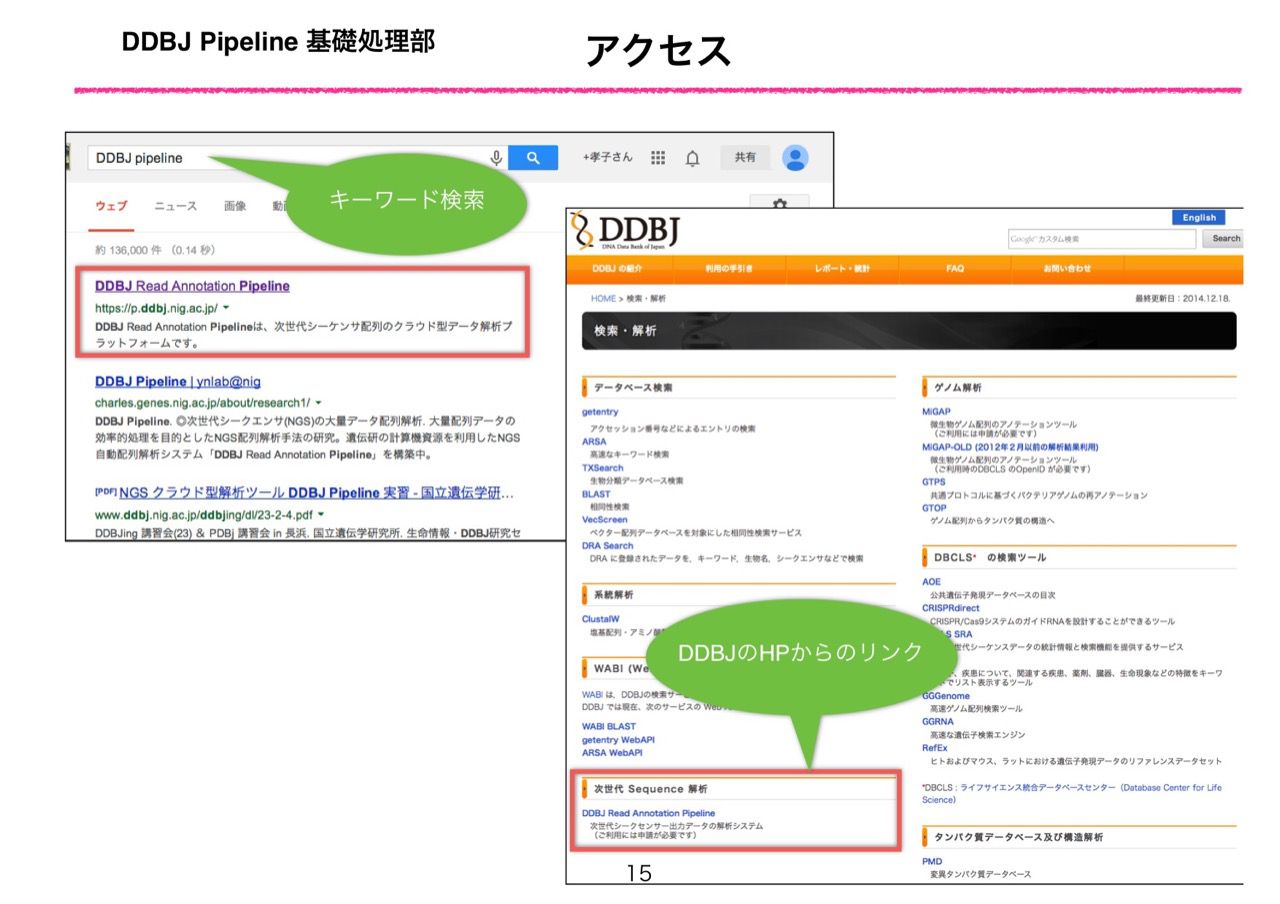 DDBJ Pipeline 基礎処理部
アクセス
DDBJ pipeline
+孝子さん
共有
キーワード検索
ウェブ
ニュース
画像
約 136,000 件 （0.14 秒）
DDBJ Read Annotation Pipeline
https://p.ddbj.nig.ac.jp/
DDBJ Read Annotation Pipelineは、次世代シーケンサ配列のクラウド型データ解析プ
ラットフォームです。
DDBJ Pipeline | ynlab@nig
charles.genes.nig.ac.jp/about/research1/
DDBJ Pipeline. ◎次世代シークエンサ(NGS)の大量データ配列解析. 大量配列データの
効率的処理を目的としたNGS配列解析手法の研究。遺伝研の計算機資源を利用したNGS
自動配列解析システム「DDBJ Read Annotation Pipeline」を構築中。
[PDF] NGS クラウド型解析ツール DDBJ Pipeline 実習 - 国立遺伝学研...
www.ddbj.nig.ac.jp/ddbjing/dl/23-2-4.pdf
DDBJing 講習会(23) & PDBj 講習会 in 長浜. 国立遺伝学研究所. 生命情報・DDBJ研究セ
DDBJ
DNA Data Bank of Japan
English
Google カスタム検索
Search
DDBJ の紹介
利用の手引き
レポート・統計
FAQ
お問い合わせ
HOME > 検索・解析
最終更新日：2014.12.18.
検索・解析
データベース検索
getentry
アクセッション番号などによるエントリの検索
ARSA
高速なキーワード検索
TXSearch
生物分類データベース検索
BLAST
相同性検索
VecScreen
ベクター配列データベースを対象にした相同性検索サービス
DRA Search
DRA に登録されたデータを、キーワード, 生物名, シークエンサなどで検索
系統解析
ClustalW
塩基配列・アミノ酸
WABI (We
WABI は、DDBJの検索サー
DDBJ では現在、次のサービスの Web
WABI BLAST
getentry WebAPI
ARSA WebAPI
DDBJのHPからのリンク
次世代 Sequence 解析
DDBJ Read Annotation Pipeline
次世代シークセンサー出力データの解析システム
（ご利用には申請が必要です）
ゲノム解析
MiGAP
微生物ゲノム配列のアノテーションツール
（ご利用には申請が必要です）
MiGAP-OLD (2012年2月以前の解析結果利用)
微生物ゲノム配列のアノテーションツール
（ご利用時のDBCLS のOpenID が必要です）
GTPS
共通プロトコルに基づくバクテリアゲノムの再アノテーション
GTOP
ゲノム配列からタンパク質の構造へ
DBCLS* の検索ツール
AOE
公共遺伝子発現データベースの目次
CRISPRdirect
CRISPR/Cas9システムのガイドRNAを設計することができるツール
S SRA
世代シーケンスデータの統計情報と検索機能を提供するサービス
、疾患について、関連する疾患、薬剤、臓器、生命現象などの特徴をキーワ
でリスト表示するツール
GGGenome
高速ゲノム配列検索ツール
GGRNA
高速な遺伝子検索エンジン
RefEx
ヒトおよびマウス、ラットにおける遺伝子発現データのリファレンスデータセット
*DBCLS：ライフサイエンス統合データベースセンター（Database Center for Life
Science）
タンパク質データベース及び構造解析
PMD
変異タンパク質データベース
15